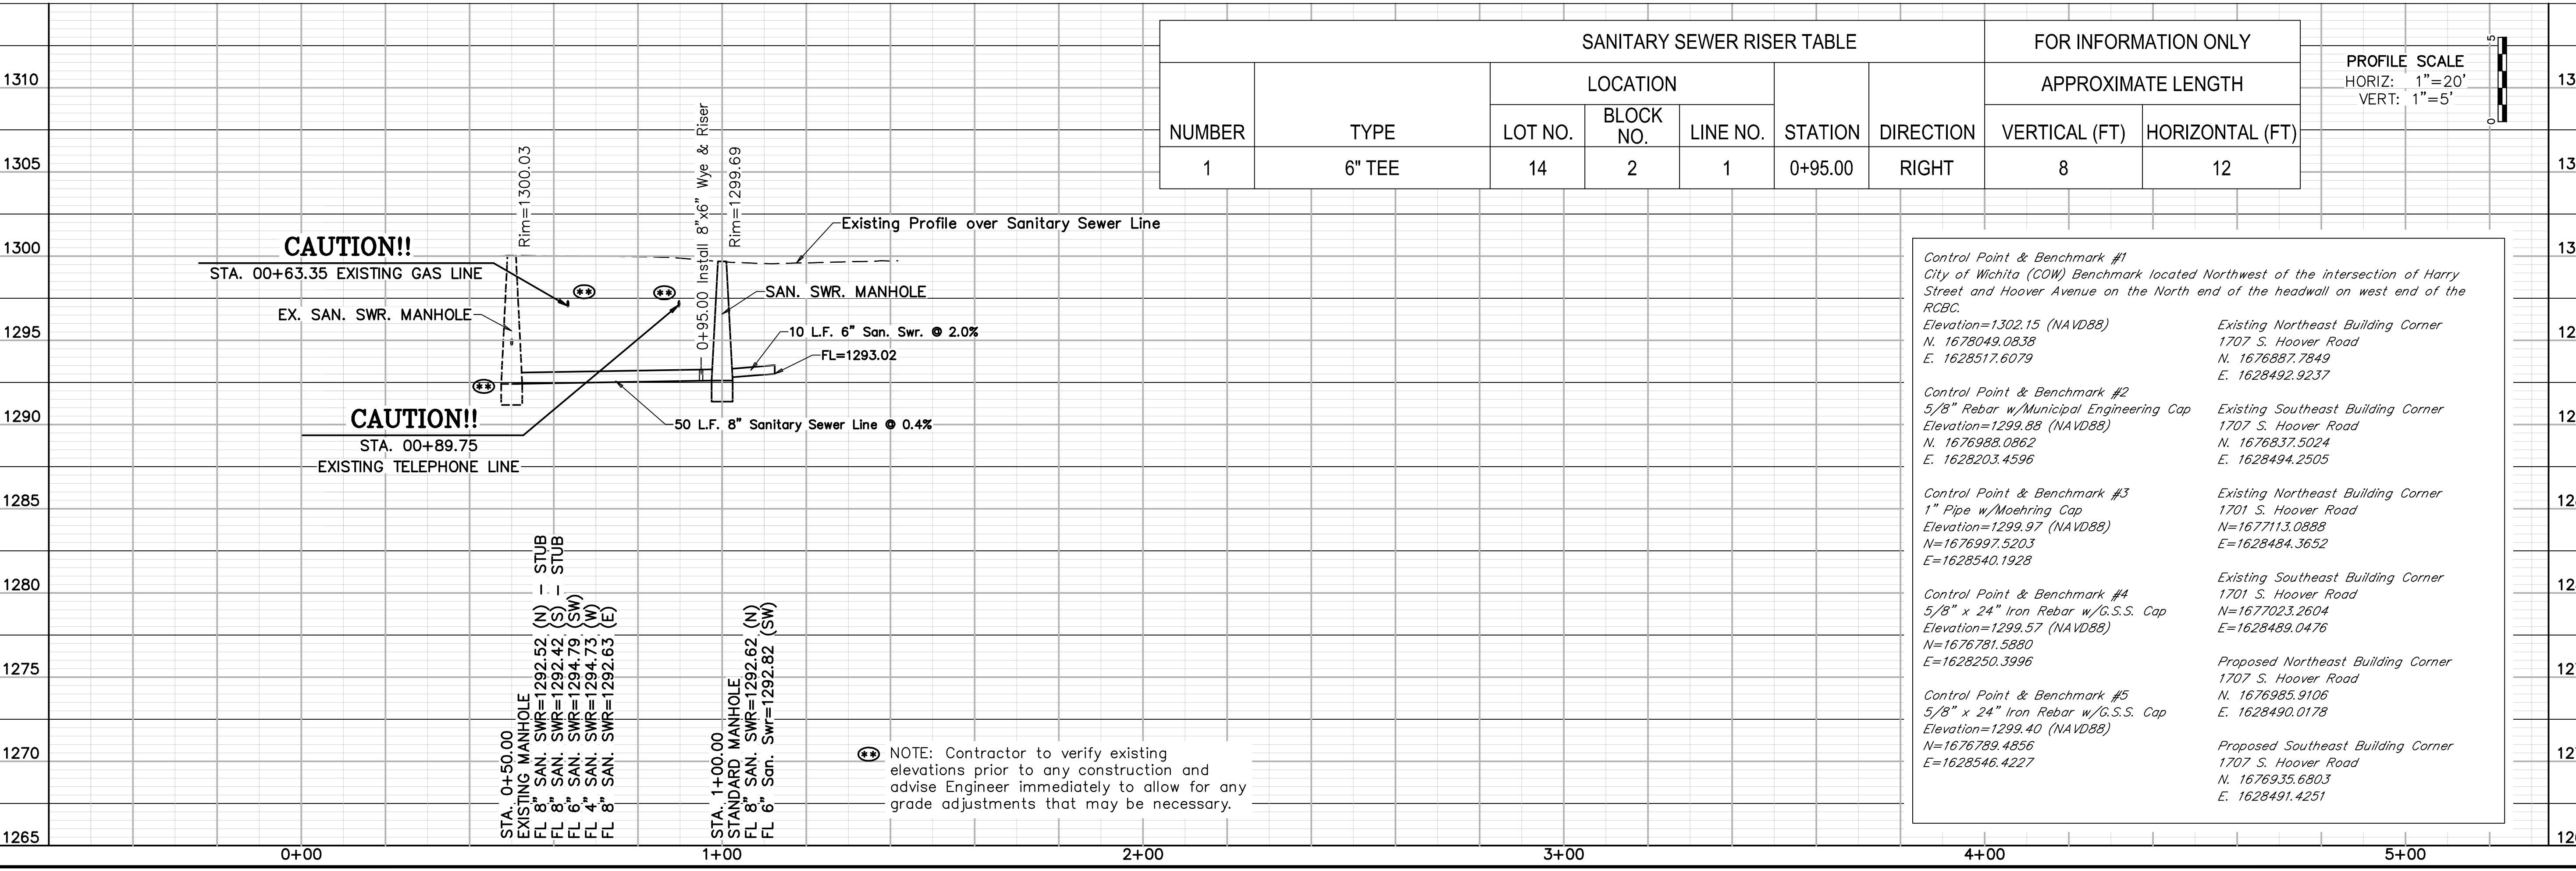 SANITARY SEWER RISER TABLE
FOR INFORMATION ONLY
LOCATION
APPROXIMATE LENGTH
NUMBER TYPE LOT NO. BLOCK NO. LINE NO. STATION DIRECTION VERTICAL (FT) HORIZONTAL (FT)
1 6" TEE 14 2 1 0+95.00 RIGHT 8 12
PROFILE SCALE
HORIZ: 1"=20'
VERT: 1"=5'
5
0
1310
1305
1300
1295
1290
1285
1280
1275
1270
1265
Rim=1300.03
0+95.00 Install 8"x6" Wye & Riser
Rim=1299.69
Existing Profile over Sanitary Sewer Line
CAUTION!!
STA. 00+63.35 EXISTING GAS LINE
**
**
SAN. SWR. MANHOLE
EX. SAN. SWR. MANHOLE
10 L.F. 6" San. Swr. @ 2.0%
FL=1293.02
**
CAUTION!!
STA. 00+89.75
EXISTING TELEPHONE LINE
50 L.F. 8" Sanitary Sewer Line @ 0.4%
STA. 0+50.00
EXISTING MANHOLE
FL 8" SAN. SWR=1292.52 (N) - STUB
FL 8" SAN. SWR=1292.42 (S) - STUB
FL 6" SAN. SWR=1294.79 (SW)
FL 4" SAN. SWR=1294.73 (W)
FL 8" SAN. SWR=1292.63 (E)
STA. 1+00.00
STANDARD MANHOLE
FL 8" SAN. SWR=1292.62 (N)
FL 6" San. Swr=1292.82 (SW)
** NOTE: Contractor to verify existing
elevations prior to any construction and
advise Engineer immediately to allow for any
grade adjustments that may be necessary.
Control Point & Benchmark #1
City of Wichita (COW) Benchmark located Northwest of the intersection of Harry
Street and Hoover Avenue on the North end of the headwall on west end of the
RCBC.
Elevation=1302.15 (NAVD88)
N. 1678049.0838
E. 1628517.6079
Control Point & Benchmark #2
5/8" Rebar w/Municipal Engineering Cap
Elevation=1299.88 (NAVD88)
N. 1676988.0862
E. 1628203.4596
Control Point & Benchmark #3
1" Pipe w/Moehring Cap
Elevation=1299.97 (NAVD88)
N=1676997.5203
E=1628540.1928
Control Point & Benchmark #4
5/8" x 24" Iron Rebar w/G.S.S. Cap
Elevation=1299.57 (NAVD88)
N=1676781.5880
E=1628250.3996
Control Point & Benchmark #5
5/8" x 24" Iron Rebar w/G.S.S. Cap
Elevation=1299.40 (NAVD88)
N=1676789.4856
E=1628546.4227
Existing Northeast Building Corner
1707 S. Hoover Road
N. 1676887.7849
E. 1628492.9237
Existing Southeast Building Corner
1707 S. Hoover Road
N. 1676837.5024
E. 1628494.2505
Existing Northeast Building Corner
1701 S. Hoover Road
N=1677113.0888
E=1628484.3652
Existing Southeast Building Corner
1701 S. Hoover Road
N=1677023.2604
E=1628489.0476
Proposed Northeast Building Corner
1707 S. Hoover Road
N. 1676985.9106
E. 1628490.0178
Proposed Southeast Building Corner
1707 S. Hoover Road
N. 1676935.6803
E. 1628491.4251
0+00 1+00 2+00 3+00 4+00 5+00